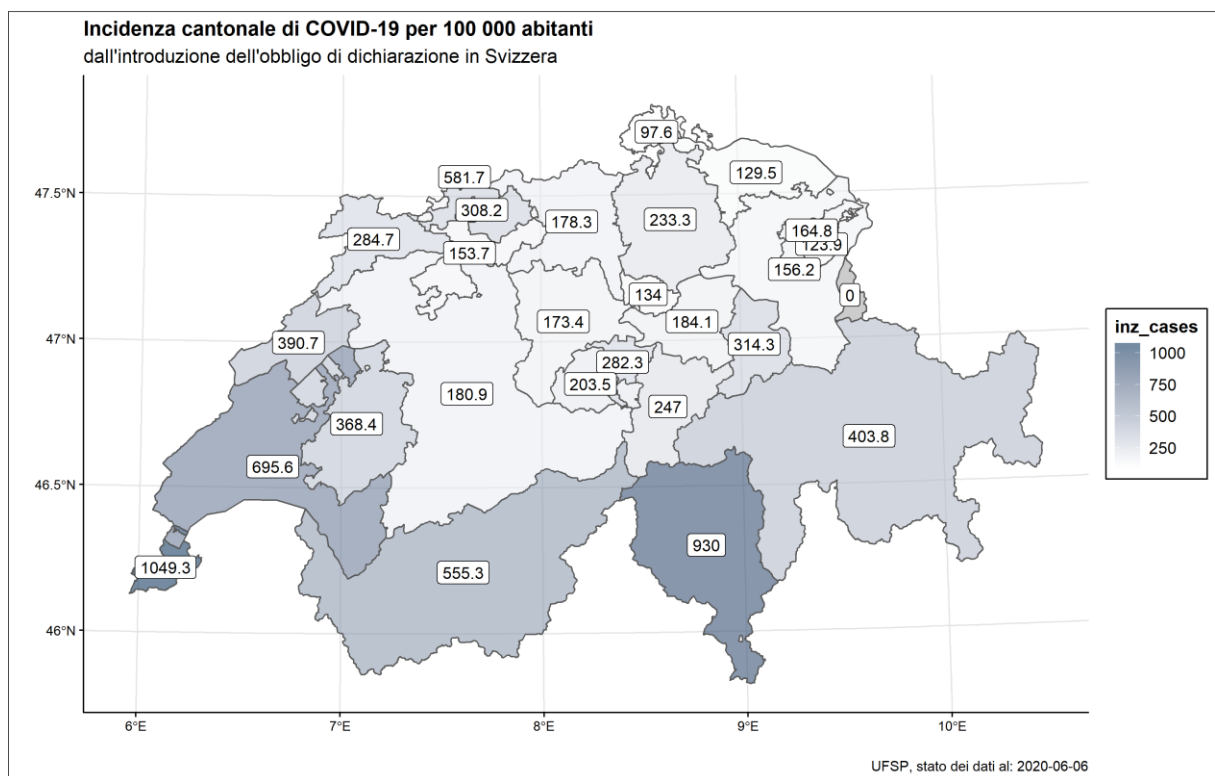 Incidenza cantonale di COVID-19 per 100 000 abitanti
dall'introduzione dell'obbligo di dichiarazione in Svizzera
97.6
581.7
129.5
47.5°N
308.2
178.3
233.3
164.8
284.7
153.7
123.9
156.2
134
0
173.4
184.1
47°N
390.7
314.3
282.3
203.5
180.9
247
368.4
403.8
695.6
46.5°N
930
1049.3
555.3
46°N
6°E
7°E
8°E
9°E
10°E
inz_cases
1000
750
500
250
UFSP, stato dei dati al: 2020-06-06